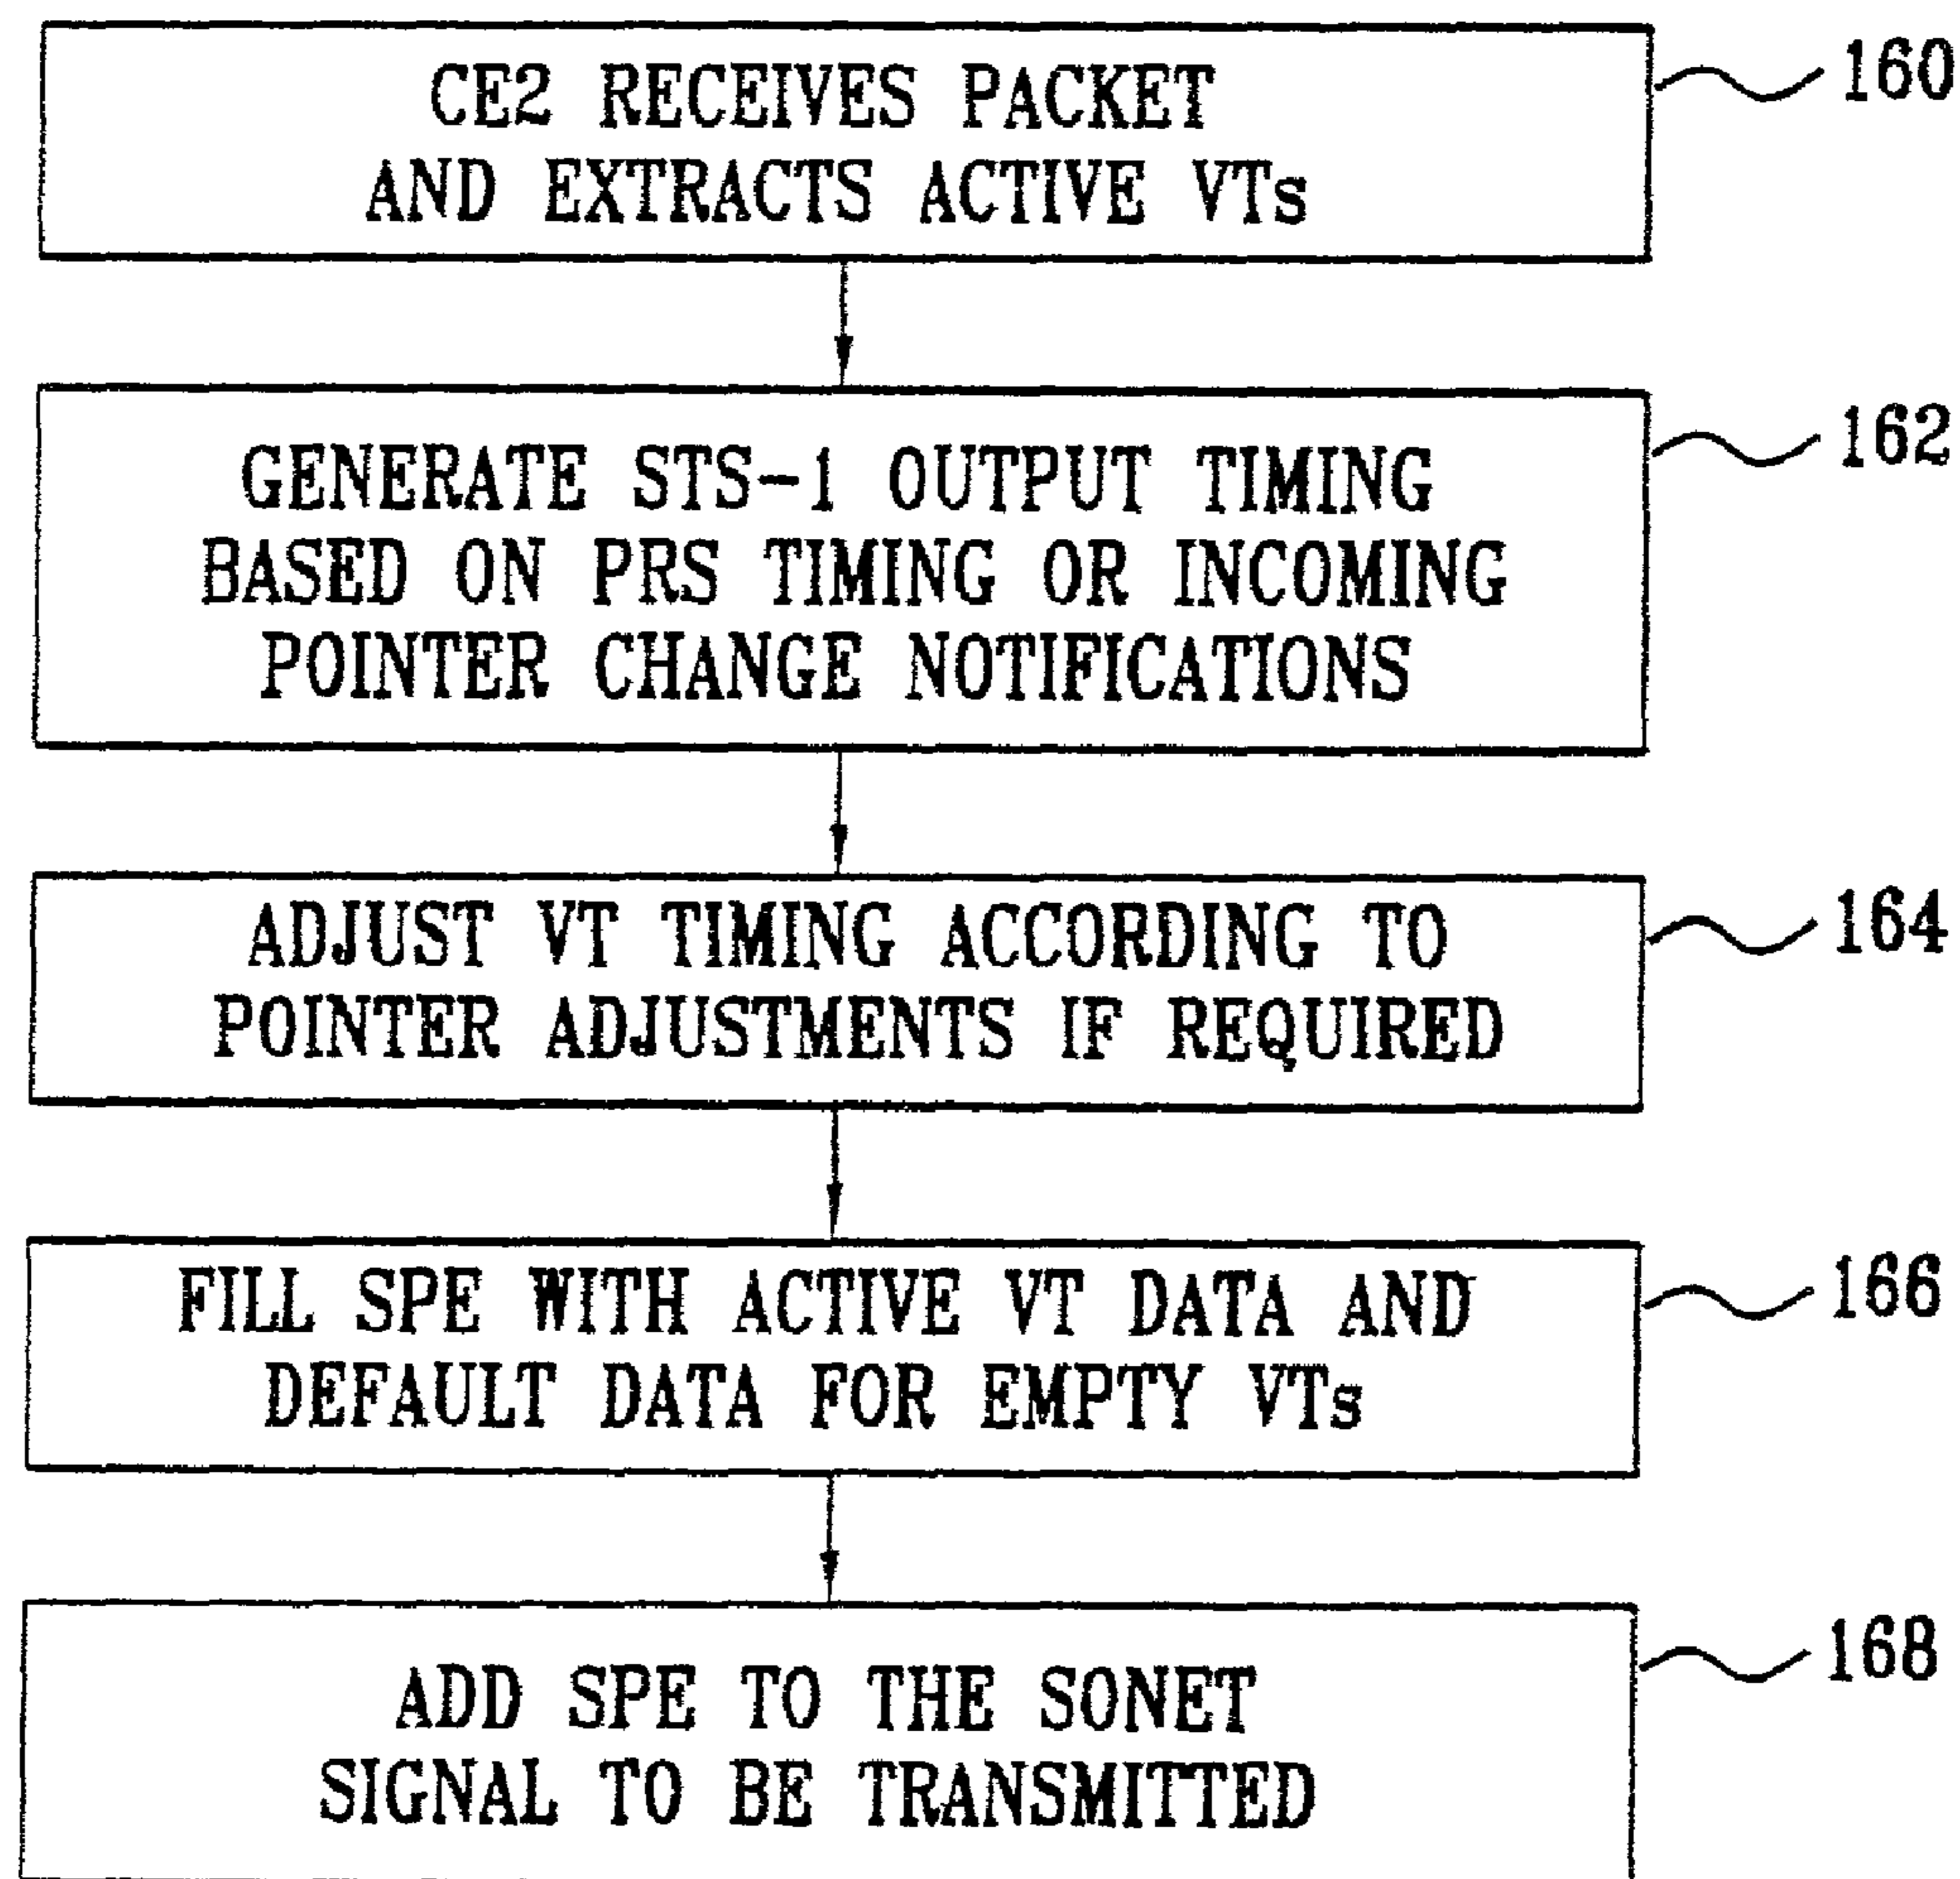 CE2 RECEIVES PACKET
AND EXTRACTS ACTIVE VTs
160
GENERATE STS-1 OUTPUT TIMING
BASED ON PRS TIMING OR INCOMING
POINTER CHANGE NOTIFICATIONS
162
ADJUST VT TIMING ACCORDING TO
POINTER ADJUSTMENTS IF REQUIRED
164
FILL SPE WITH ACTIVE VT DATA AND
DEFAULT DATA FOR EMPTY VTs
166
ADD SPE TO THE SONET
SIGNAL TO BE TRANSMITTED
168